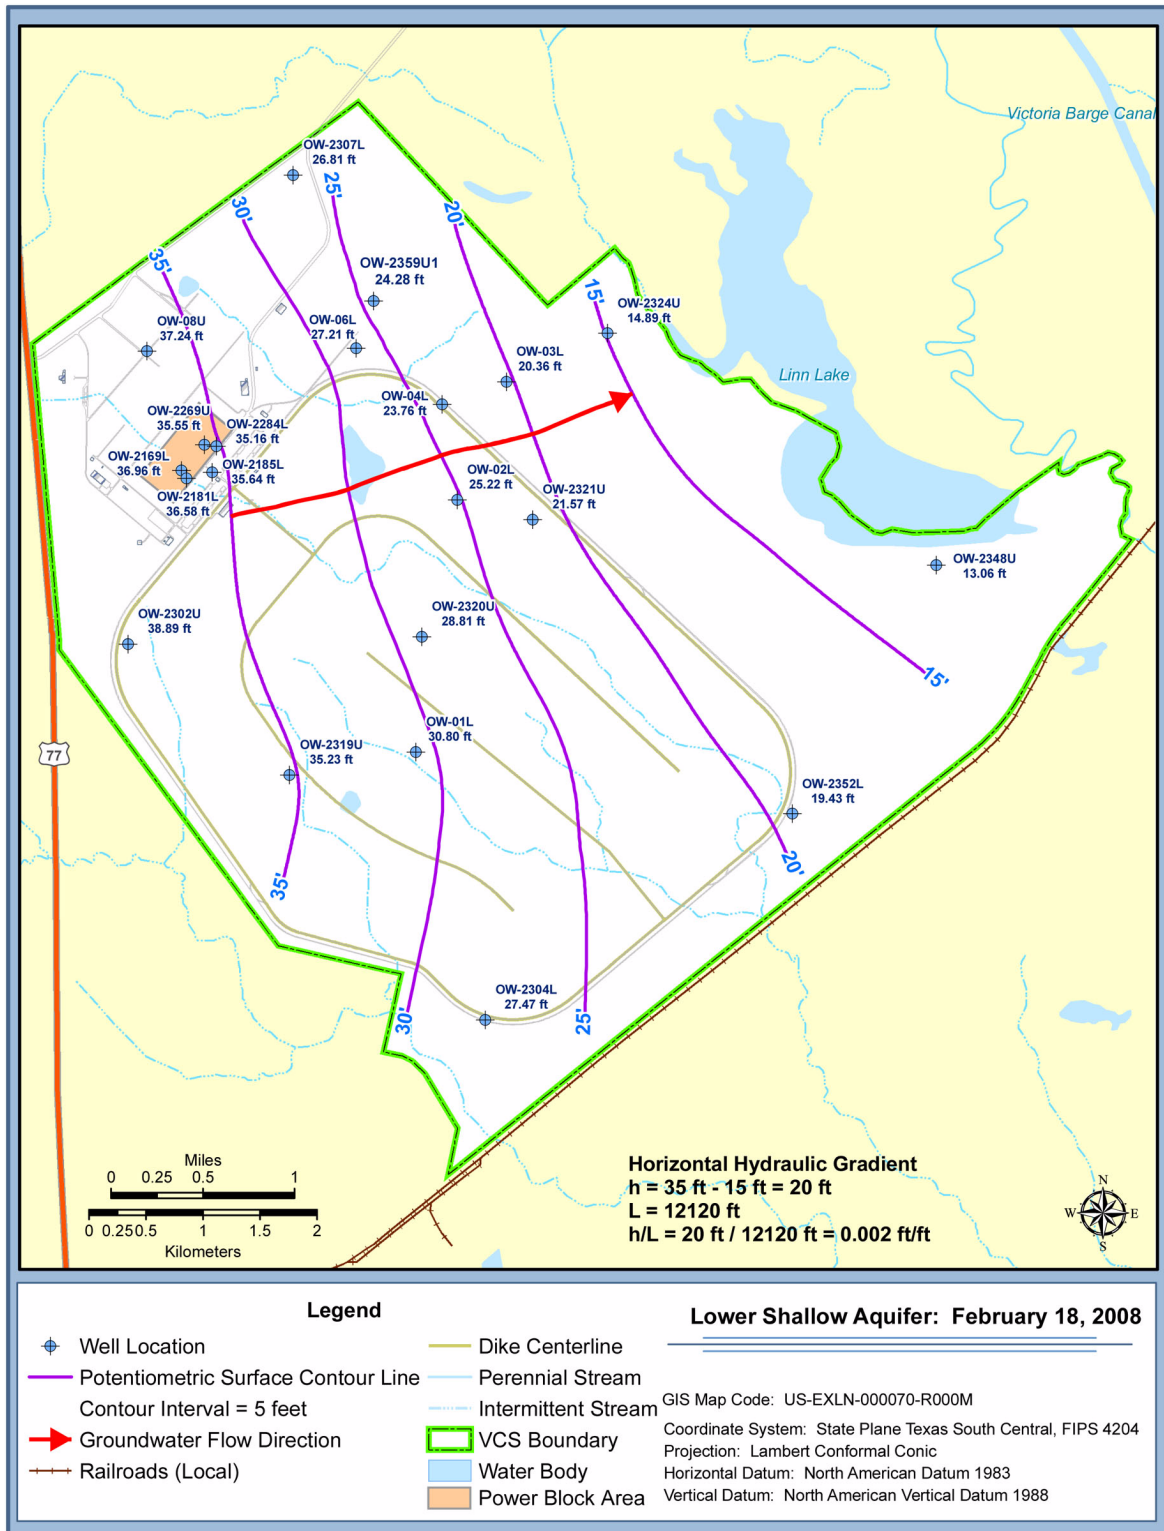 Victoria Barge Canal
OW-2307L
26.81 ft
25'
30'
20'
35'
OW-2359U1
24.28 ft
15'
OW-2324U
14.89 ft
OW-08U
37.24 ft
OW-06L
27.21 ft
OW-03L
20.36 ft
Linn Lake
OW-04L
23.76 ft
OW-2269U
35.55 ft
OW-2284L
35.16 ft
OW-2169L
36.96 ft
OW-2185L
35.64 ft
OW-02L
25.22 ft
OW-2181L
36.58 ft
OW-2321U
21.57 ft
OW-2348U
13.06 ft
OW-2302U
38.89 ft
OW-2320U
28.81 ft
15'
OW-01L
30.80 ft
OW-2319U
35.23 ft
77
OW-2352L
19.43 ft
20'
35'
OW-2304L
27.47 ft
30'
25'
Miles
0 0.25 0.5 1
0 0.25 0.5 1 1.5 2
Kilometers
Horizontal Hydraulic Gradient
h = 35 ft - 15 ft = 20 ft
L = 12120 ft
h/L = 20 ft / 12120 ft = 0.002 ft/ft
N
W E
S
Legend
Well Location
Potentiometric Surface Contour Line
Contour Interval = 5 feet
Groundwater Flow Direction
Railroads (Local)
Dike Centerline
Perennial Stream
Intermittent Stream
VCS Boundary
Water Body
Power Block Area
Lower Shallow Aquifer: February 18, 2008
GIS Map Code: US-EXLN-000070-R000M
Coordinate System: State Plane Texas South Central, FIPS 4204
Projection: Lambert Conformal Conic
Horizontal Datum: North American Datum 1983
Vertical Datum: North American Vertical Datum 1988